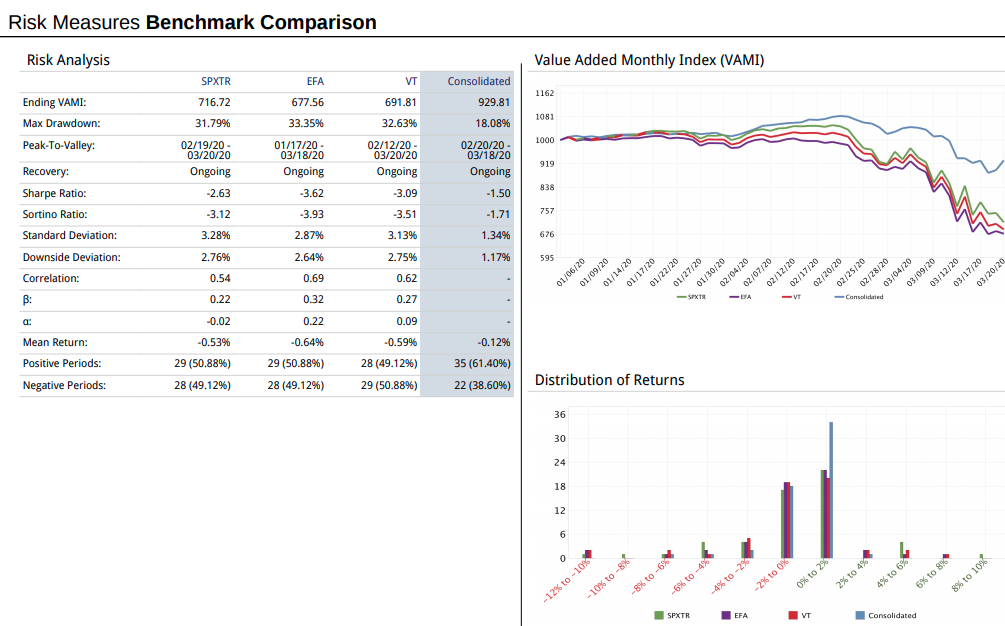 Risk Measures Benchmark Comparison
Risk Analysis
SPXTR EFA VT Consolidated
Ending VAMI: 716.72 677.56 691.81 929.81
Max Drawdown: 31.79% 33.35% 32.63% 18.08%
Peak-To-Valley: 02/19/20 - 01/17/20 - 02/12/20 - 02/20/20 -
03/20/20 03/18/20 03/20/20 03/18/20
Recovery: Ongoing Ongoing Ongoing Ongoing
Sharpe Ratio: -2.63 -3.62 -3.09 -1.50
Sortino Ratio: -3.12 -3.93 -3.51 -1.71
Standard Deviation: 3.28% 2.87% 3.13% 1.34%
Downside Deviation: 2.76% 2.64% 2.75% 1.17%
Correlation: 0.54 0.69 0.62 -
β: 0.22 0.32 0.27 -
α: -0.02 0.22 0.09 -
Mean Return: -0.53% -0.64% -0.59% -0.12%
Positive Periods: 29 (50.88%) 29 (50.88%) 28 (49.12%) 35 (61.40%)
Negative Periods: 28 (49.12%) 28 (49.12%) 29 (50.88%) 22 (38.60%)
Value Added Monthly Index (VAMI)
1162
1081
1000
919
838
757
676
595
01/06/20 01/09/20 01/14/20 01/17/20 01/22/20 01/27/20 01/30/20 02/04/20 02/07/20 02/12/20 02/17/20 02/20/20 02/25/20 02/28/20 03/04/20 03/09/20 03/12/20 03/17/20 03/20/20
SPXTR EFA VT Consolidated
Distribution of Returns
36
30
24
18
12
6
0
-12% to -10% -10% to -8% -8% to -6% -6% to -4% -4% to -2% -2% to 0% 0% to 2% 2% to 4% 4% to 6% 6% to 8% 8% to 10%
SPXTR EFA VT Consolidated